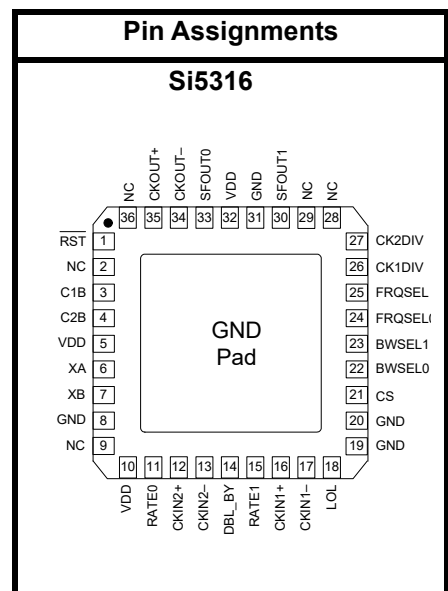 Pin Assignments
Si5316
NC
CKOUT+
CKOUT–
SFOUT0
VDD
GND
SFOUT1
NC
NC
36 35 34 33 32 31 30 29 28
RST 1
NC 2
C1B 3
C2B 4
VDD 5
XA 6
XB 7
GND 8
NC 9
GND
Pad
27 CK2DIV
26 CK1DIV
25 FRQSEL
24 FRQSEL
23 BWSEL1
22 BWSEL0
21 CS
20 GND
19 GND
10 11 12 13 14 15 16 17 18
VDD
RATE0
CKIN2+
CKIN2–
DBL_BY
RATE1
CKIN1+
CKIN1–
LOL